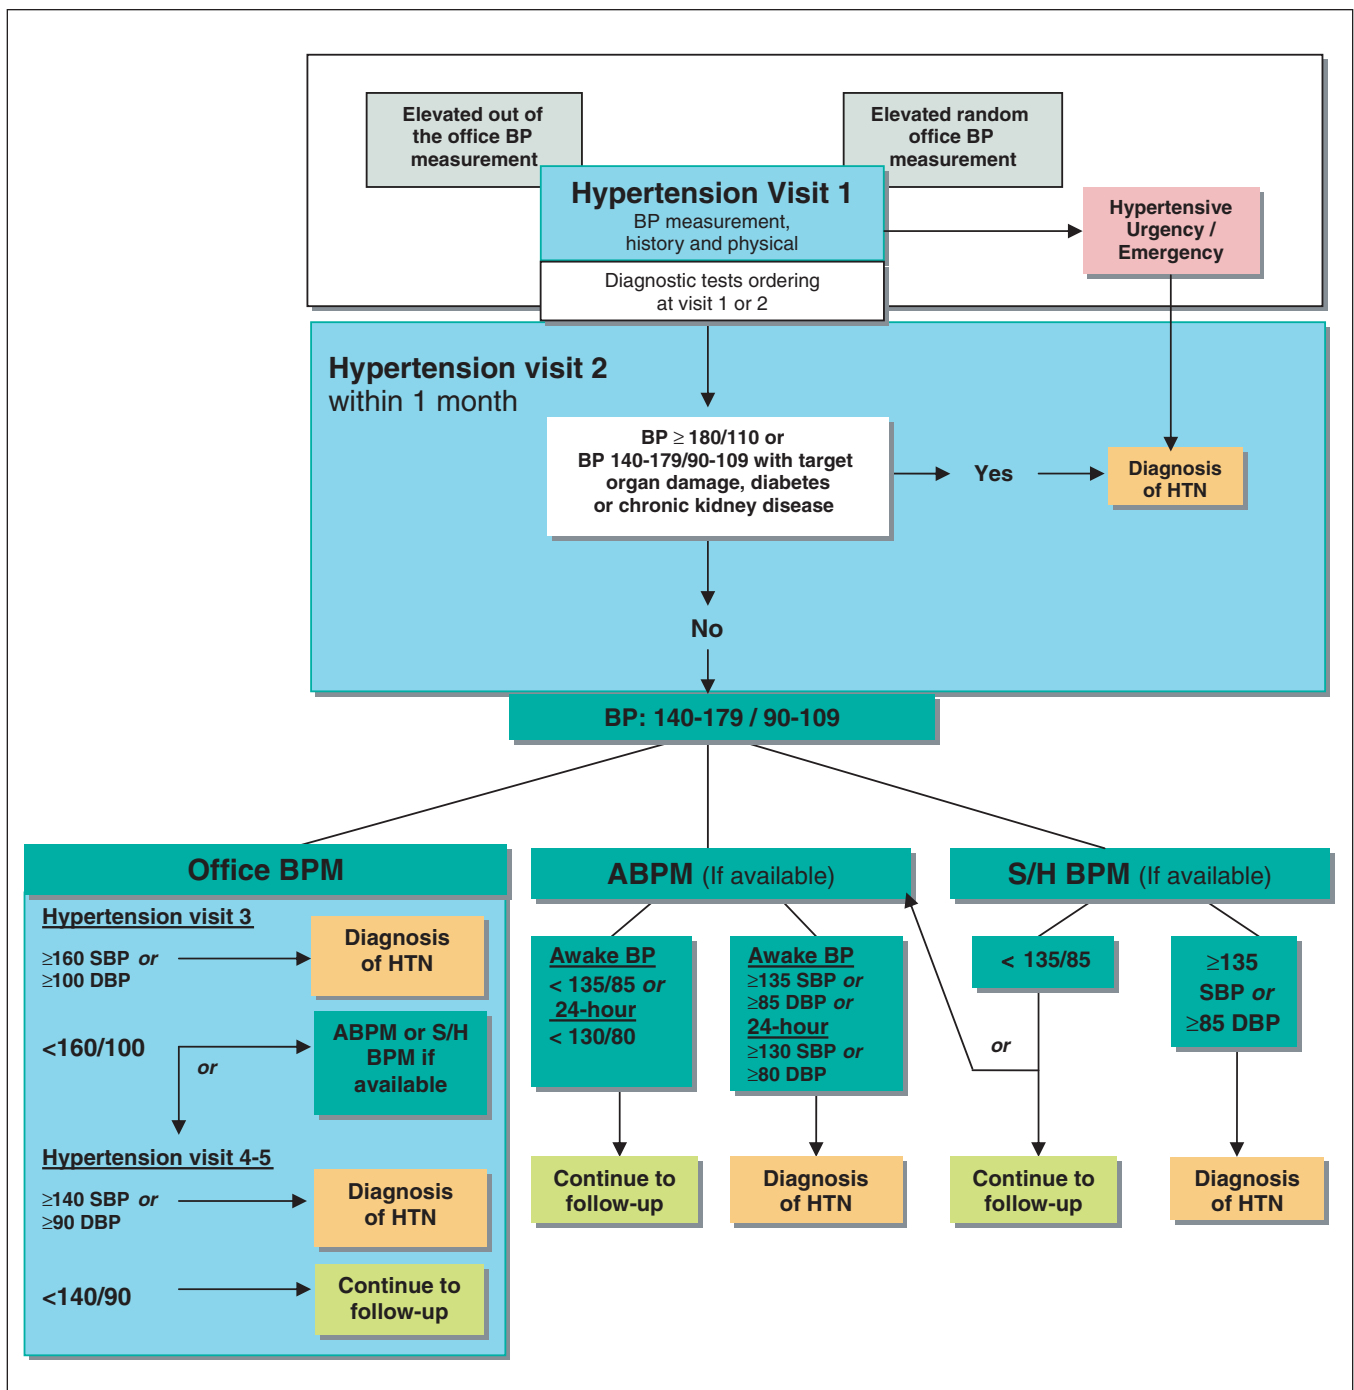 Elevated out of
the office BP
measurement
Elevated random
office BP
measurement
Hypertension Visit 1
BP measurement,
history and physical
Hypertensive
Urgency /
Emergency
Diagnostic tests ordering
at visit 1 or 2
Hypertension visit 2
within 1 month
BP ≥ 180/110 or
BP 140-179/90-109 with target
organ damage, diabetes
or chronic kidney disease
Yes
Diagnosis
of HTN
No
BP: 140-179 / 90-109
Office BPM
Hypertension visit 3
≥160 SBP or
≥100 DBP
Diagnosis
of HTN
<160/100
or
ABPM or S/H
BPM if
available
Hypertension visit 4-5
≥140 SBP or
≥90 DBP
Diagnosis
of HTN
<140/90
Continue to
follow-up
ABPM (If available)
Awake BP
< 135/85 or
24-hour
< 130/80
Awake BP
≥135 SBP or
≥85 DBP or
24-hour
≥130 SBP or
≥80 DBP
Continue to
follow-up
Diagnosis
of HTN
S/H BPM (If available)
< 135/85
or
≥135
SBP or
≥85 DBP
Continue to
follow-up
Diagnosis
of HTN